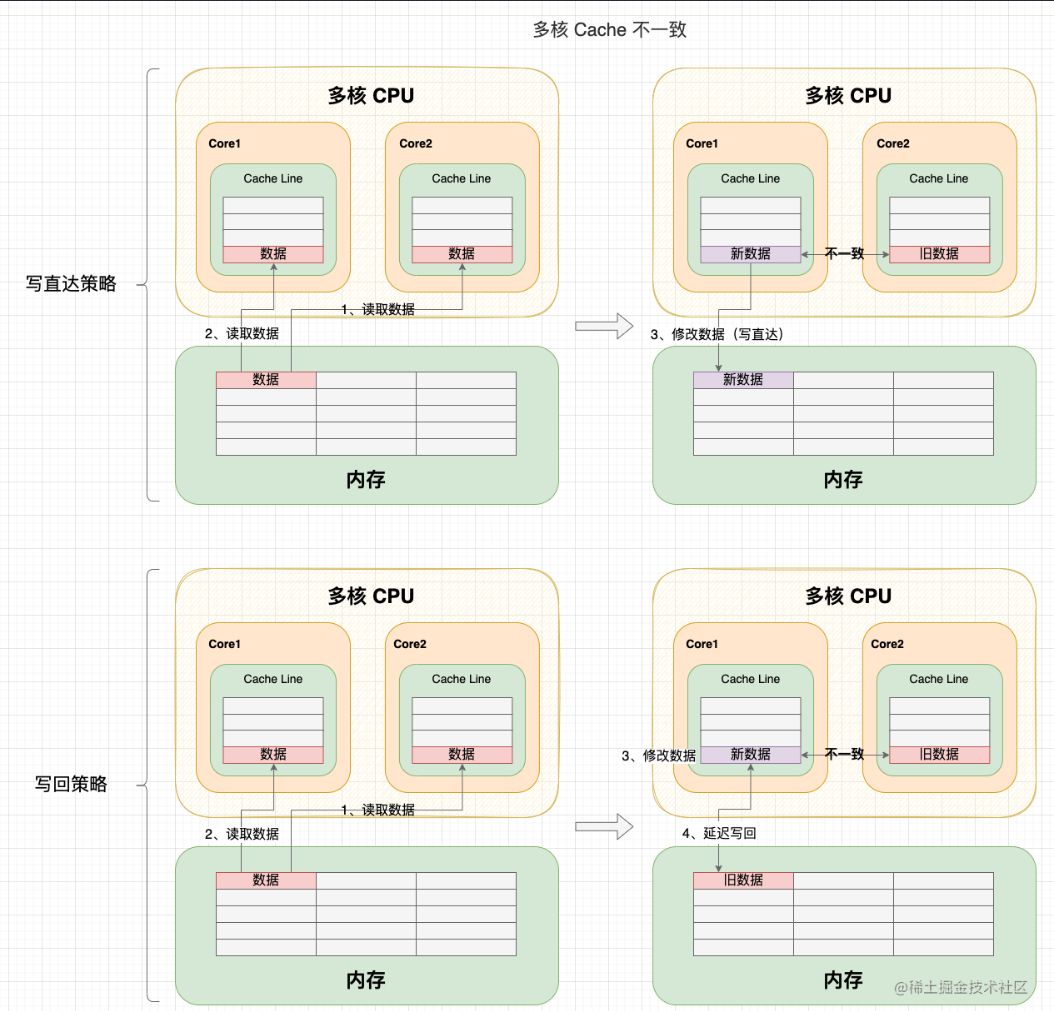 多核 Cache 不一致
写直达策略
多核 CPU
Core1
Cache Line
数据
Core2
Cache Line
数据
1、读取数据
2、读取数据
数据
内存
多核 CPU
Core1
Cache Line
新数据
不一致
Core2
Cache Line
旧数据
3、修改数据（写直达）
新数据
内存
写回策略
多核 CPU
Core1
Cache Line
数据
Core2
Cache Line
数据
1、读取数据
2、读取数据
数据
内存
多核 CPU
Core1
Cache Line
3、修改数据
新数据
不一致
Core2
Cache Line
旧数据
4、延迟写回
旧数据
内存
@稀土掘金技术社区